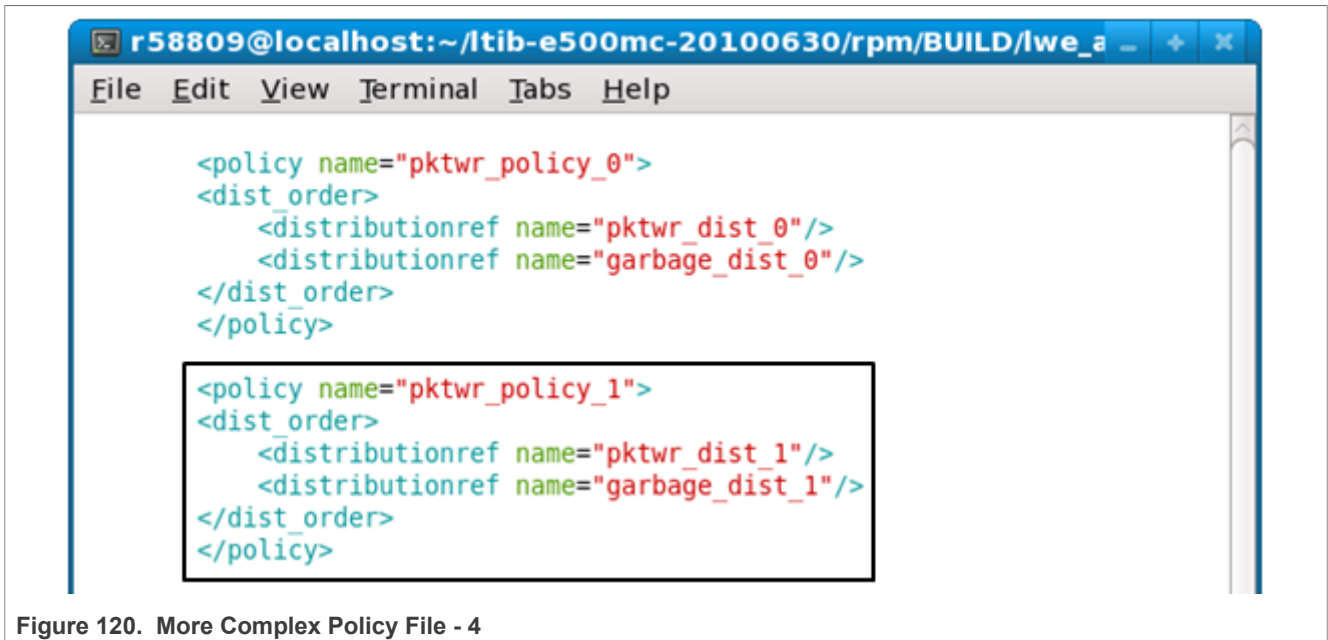 r58809@localhost:~/ltib-e500mc-20100630/rpm/BUILD/lwe_a
File Edit View Terminal Tabs Help
<policy name="pktwr_policy_0">
<dist_order>
<distributionref name="pktwr_dist_0"/>
<distributionref name="garbage_dist_0"/>
</dist_order>
</policy>
<policy name="pktwr_policy_1">
<dist_order>
<distributionref name="pktwr_dist_1"/>
<distributionref name="garbage_dist_1"/>
</dist_order>
</policy>
Figure 120. More Complex Policy File - 4